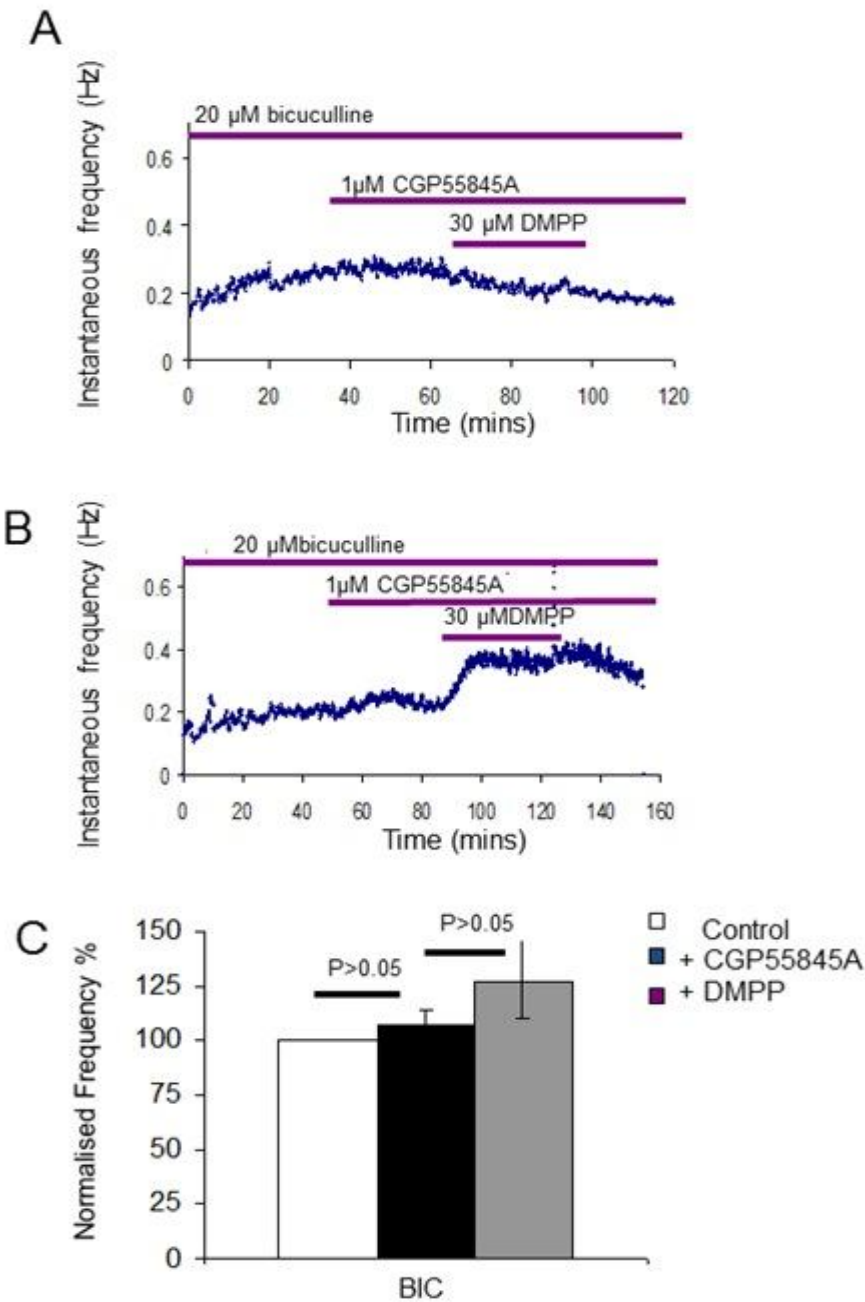 A
Instantaneous frequency (Hz)
20 µM bicuculline
0.6
1µM CGP55845A
0.4
30 µM DMPP
0.2
0
0 20 40 60 80 100 120
Time (mins)
B
Instantaneous frequency (Hz)
20 µMbicuculline
0.6
1µM CGP55845A
30 µMDMPP
0.4
0.2
0
0 20 40 60 80 100 120 140 160
Time (mins)
C
Normalised Frequency %
150
125
100
75
50
25
0
P>0.05
P>0.05
BIC
Control
+ CGP55845A
+ DMPP